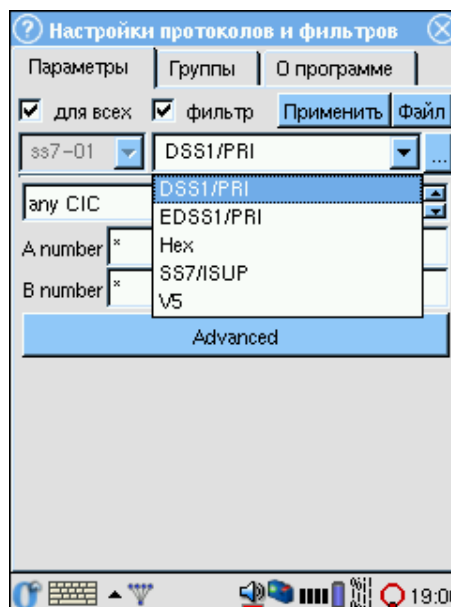 Настройки протоколов и фильтров
Параметры Группы О программе
для всех фильтр Применить Файл
ss7-01 DSS1/PRI ...
any CIC DSS1/PRI
EDSS1/PRI
A number * Hex
SS7/ISUP
B number * V5
Advanced
19:00